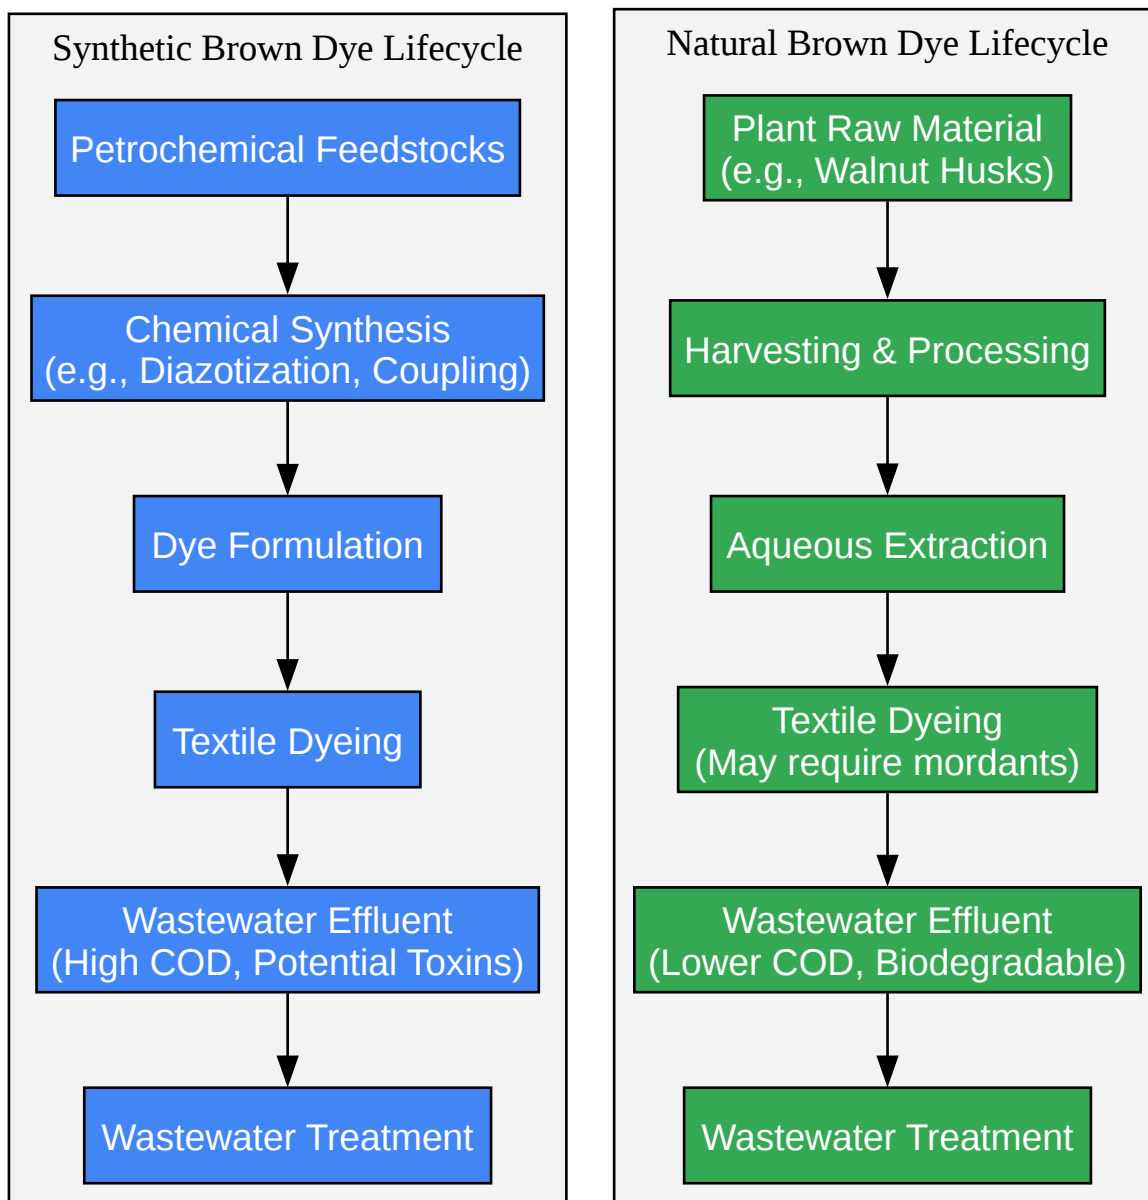 Synthetic Brown Dye Lifecycle
Petrochemical Feedstocks
Chemical Synthesis
(e.g., Diazotization, Coupling)
Dye Formulation
Textile Dyeing
Wastewater Effluent
(High COD, Potential Toxins)
Wastewater Treatment
Natural Brown Dye Lifecycle
Plant Raw Material
(e.g., Walnut Husks)
Harvesting & Processing
Aqueous Extraction
Textile Dyeing
(May require mordants)
Wastewater Effluent
(Lower COD, Biodegradable)
Wastewater Treatment